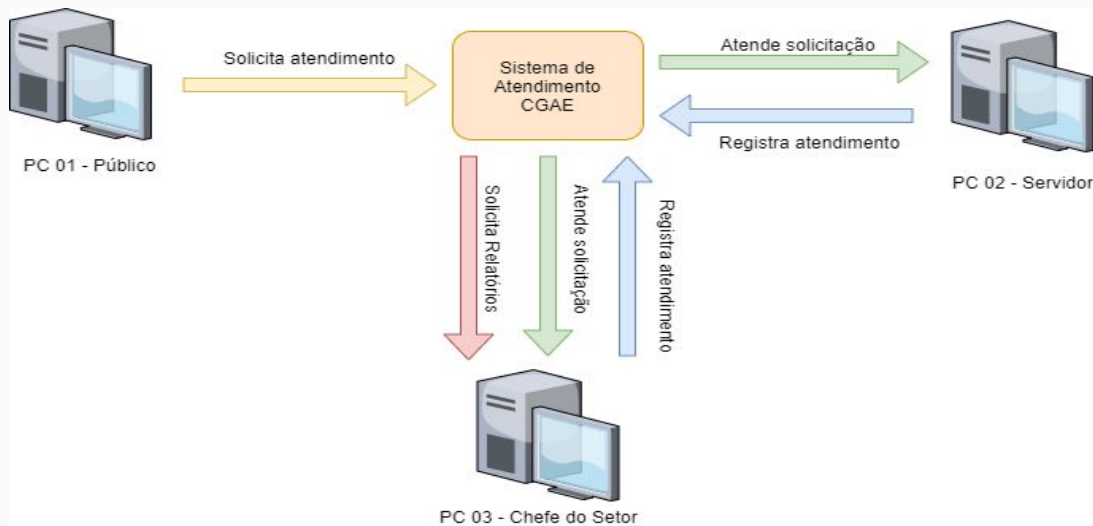 Solicita atendimento
Sistema de
Atendimento
CGAE
Atende solicitação
Registra atendimento
PC 01 - Público
PC 02 - Servidor
Solicita Relatórios
Atende solicitação
Registra atendimento
PC 03 - Chefe do Setor